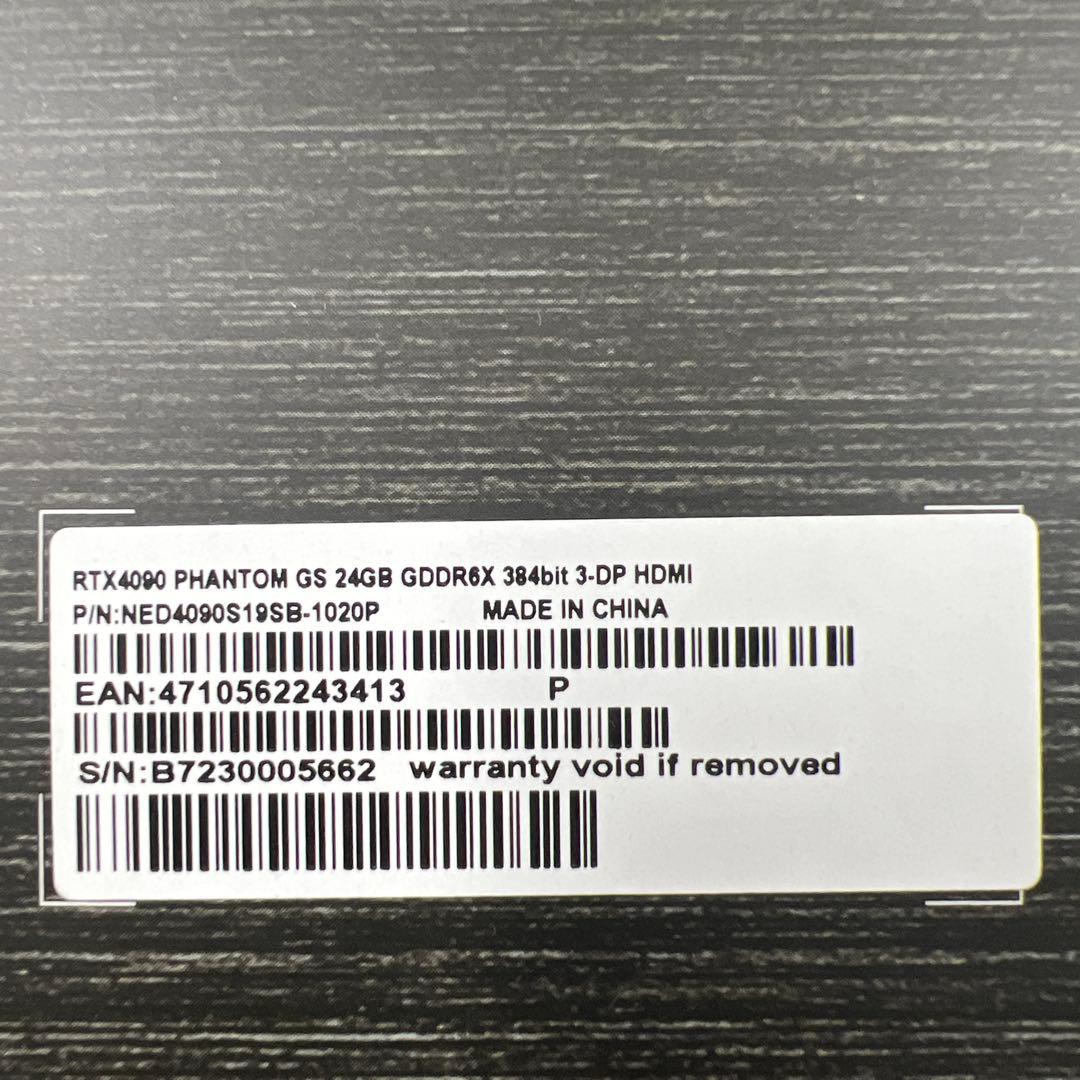 RTX4090 PHANTOM GS 24GB GDDR6X 384bit 3-DP HDMI
P/N:NED4090S19SB-1020P MADE IN CHINA
EAN:4710562243413 P
S/N:B7230005662 warranty void if removed